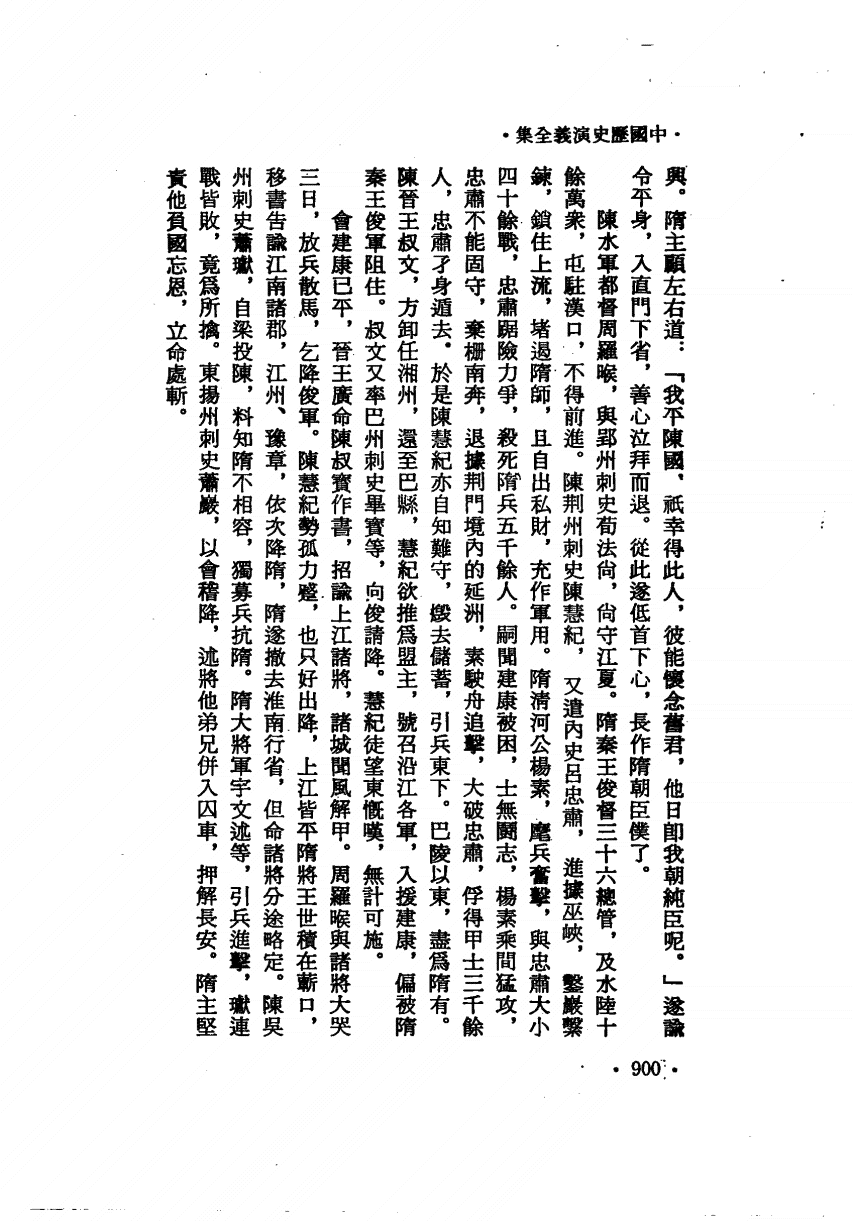 ·中國歷史演義全集·
興。隋主顧左右道：「我平陳國，祇幸得此人，彼能懷念舊君，他日卽我朝純臣呢。」遂諭
令平身，入直門下省，善心泣拜而退。從此遂低首下心，長作隋朝臣僕了。
陳水軍都督周羅睺，與郢州刺史荀法尙，尙守江夏。隋秦王俊督三十六總管，及水陸十
餘萬衆，屯駐漢口，不得前進。陳荆州刺史陳慧紀，又遣內史呂忠肅，進據巫峽，鑿巖繫
鍊，鎖住上流，堵遏隋師，且自出私財，充作軍用。隋淸河公楊素，麾兵奮擊，與忠肅大小
四十餘戰，忠肅踞險力爭，殺死隋兵五千餘人。嗣聞建康被困，士無鬭志，楊素乘間猛攻，
忠肅不能固守，棄柵南奔，退據荆門境內的延洲，素駛舟追擊，大破忠肅，俘得甲士三千餘
人，忠肅孑身遁去。於是陳慧紀亦自知難守，燬去儲蓄，引兵東下。巴陵以東，盡爲隋有。
陳晉王叔文，方卸任湘州，還至巴縣，慧紀欲推爲盟主，號召沿江各軍，入援建康，偏被隋
秦王俊軍阻住。叔文又率巴州刺史畢寶等，向俊請降。慧紀徒望東慨嘆，無計可施。
會建康已平，晉王廣命陳叔寶作書，招諭上江諸將，諸城聞風解甲。周羅睺與諸將大哭
三日，放兵散馬，乞降俊軍。陳慧紀勢孤力蹙，也只好出降，上江皆平隋將王世積在蘄口，
移書告諭江南諸郡，江州、豫章，依次降隋，隋遂撤去淮南行省，但命諸將分途略定。陳吳
州刺史蕭瓛，自梁投陳，料知隋不相容，獨募兵抗隋。隋大將軍宇文述等，引兵進擊，瓛連
戰皆敗，竟爲所擒。東揚州刺史蕭巖，以會稽降，述將他弟兄併入囚車，押解長安。隋主堅
責他負國忘恩，立命處斬。
·900·